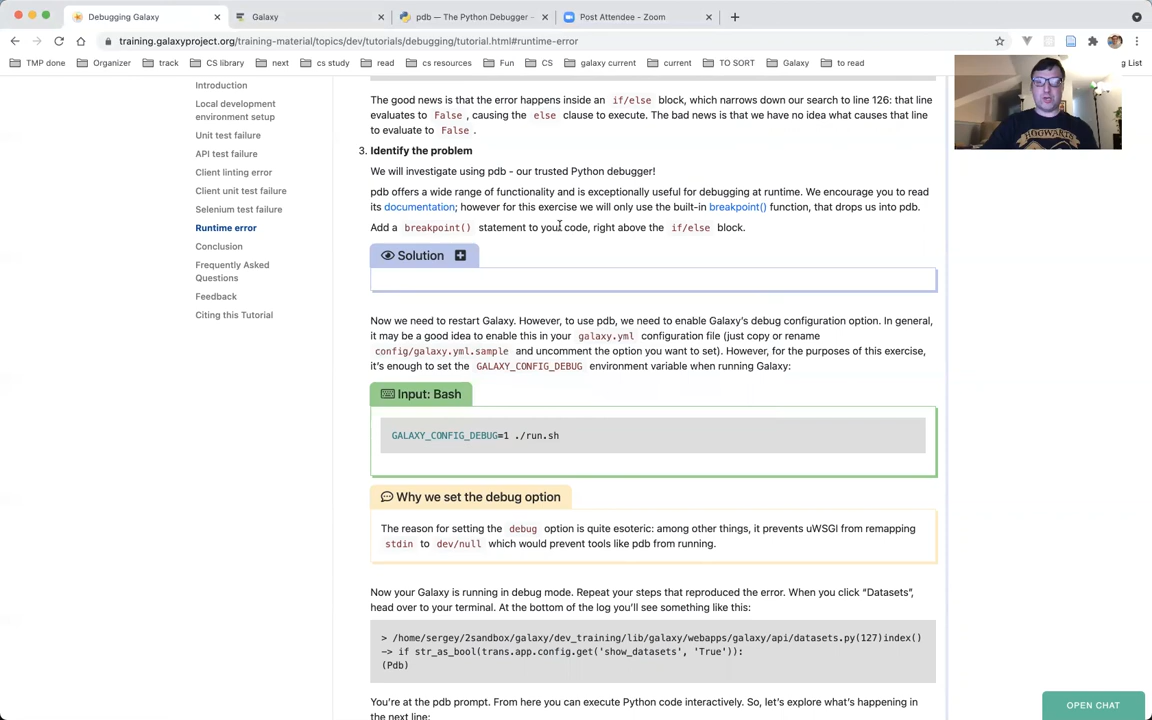 Debugging Galaxy
Galaxy
pdb — The Python Debugger -
Post Attendee - Zoom
training.galaxyproject.org/training-material/topics/dev/tutorials/debugging/tutorial.html#runtime-error
TMP done
Organizer
track
CS library
next
cs study
read
cs resources
Fun
CS
galaxy current
current
TO SORT
Galaxy
to read
g List
Introduction
Local development
environment setup
Unit test failure
API test failure
Client linting error
Client unit test failure
Selenium test failure
Runtime error
Conclusion
Frequently Asked
Questions
Feedback
Citing this Tutorial
The good news is that the error happens inside an if/else block, which narrows down our search to line 126: that line
evaluates to False , causing the else clause to execute. The bad news is that we have no idea what causes that line
to evaluate to False .
3. Identify the problem
We will investigate using pdb - our trusted Python debugger!
pdb offers a wide range of functionality and is exceptionally useful for debugging at runtime. We encourage you to read
its documentation; however for this exercise we will only use the built-in breakpoint() function, that drops us into pdb.
Add a breakpoint() statement to your code, right above the if/else block.
Solution
Now we need to restart Galaxy. However, to use pdb, we need to enable Galaxy's debug configuration option. In general,
it may be a good idea to enable this in your galaxy.yml configuration file (just copy or rename
config/galaxy.yml.sample and uncomment the option you want to set). However, for the purposes of this exercise,
it's enough to set the GALAXY_CONFIG_DEBUG environment variable when running Galaxy:
Input: Bash
GALAXY_CONFIG_DEBUG=1 ./run.sh
Why we set the debug option
The reason for setting the debug option is quite esoteric: among other things, it prevents uWSGI from remapping
stdin to dev/null which would prevent tools like pdb from running.
Now your Galaxy is running in debug mode. Repeat your steps that reproduced the error. When you click "Datasets",
head over to your terminal. At the bottom of the log you'll see something like this:
> /home/sergey/2sandbox/galaxy/dev_training/lib/galaxy/webapps/galaxy/api/datasets.py(127)index()
-> if str_as_bool(trans.app.config.get('show_datasets', 'True')):
(Pdb)
You're at the pdb prompt. From here you can execute Python code interactively. So, let's explore what's happening in
the next line:
HOGWARTS
OPEN CHAT